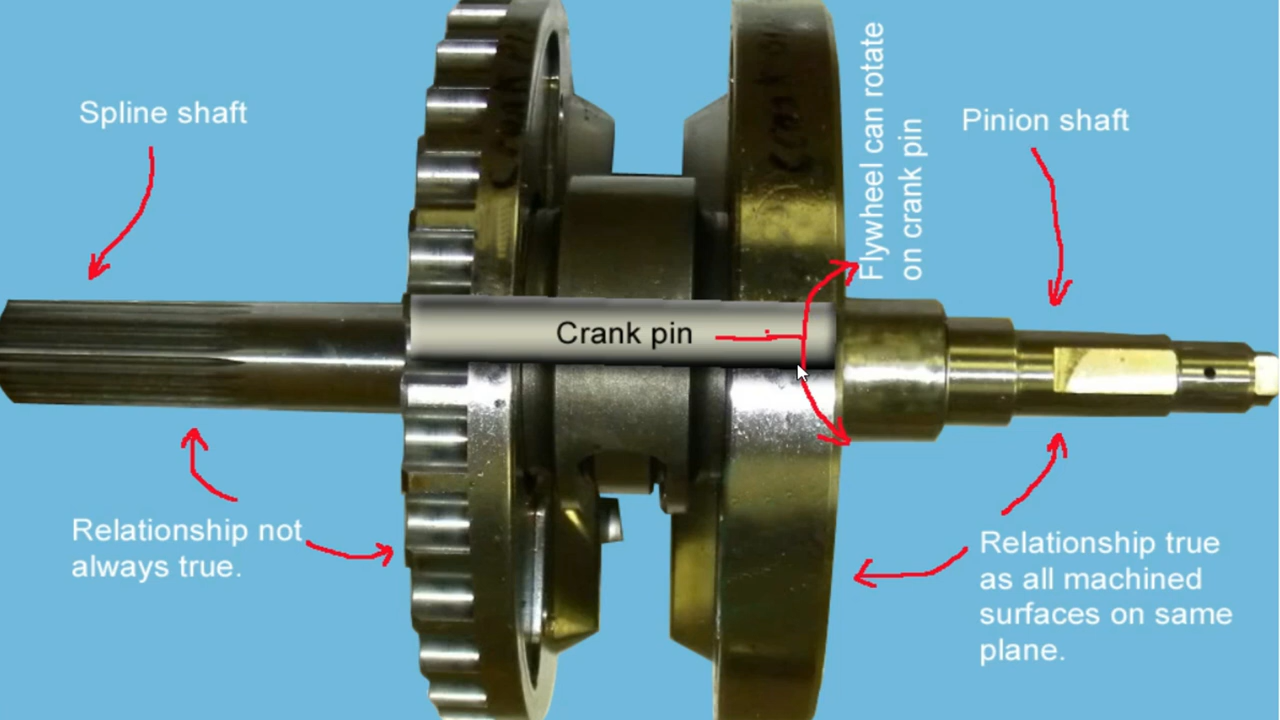 Spline shaft
Flywheel can rotate
on crank pin
Pinion shaft
Crank pin
Relationship not
always true.
Relationship true
as all machined
surfaces on same
plane.